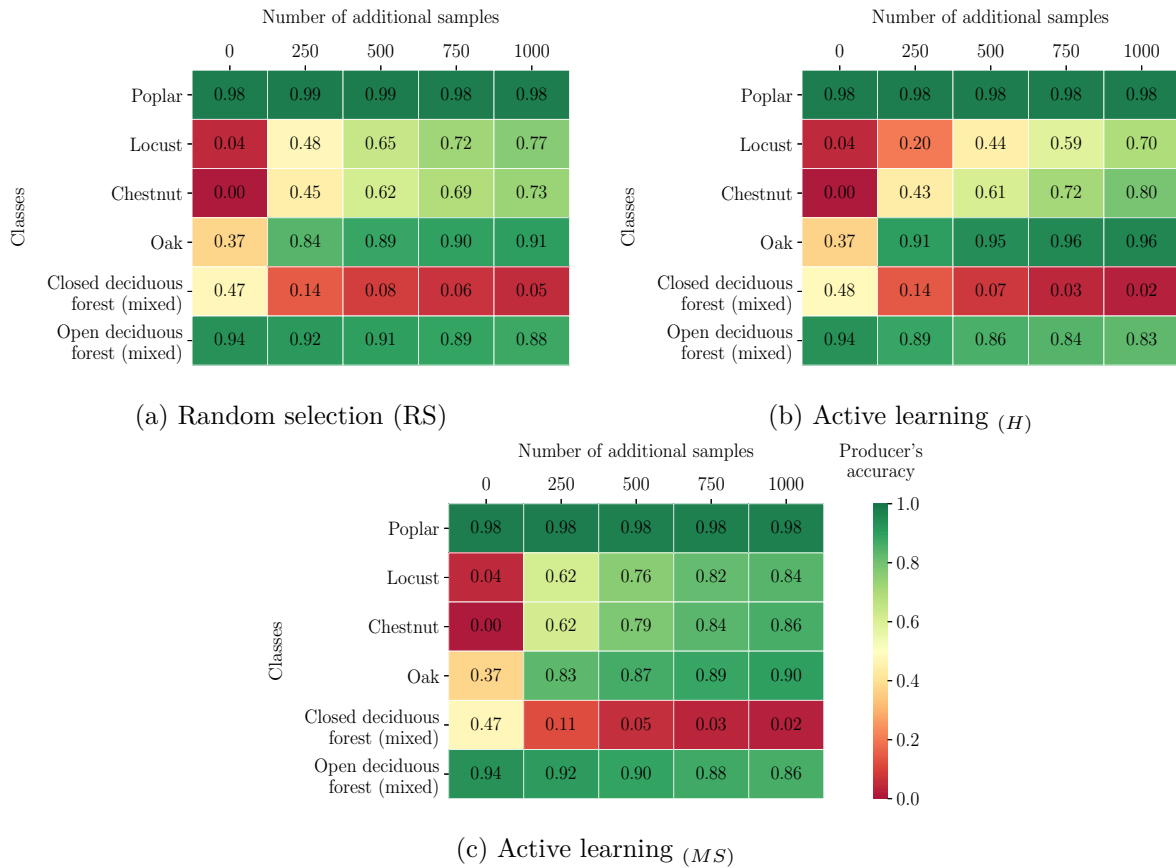 Number of additional samples
0 250 500 750 1000
Classes
Poplar 0.98 0.99 0.99 0.98 0.98
Locust 0.04 0.48 0.65 0.72 0.77
Chestnut 0.00 0.45 0.62 0.69 0.73
Oak 0.37 0.84 0.89 0.90 0.91
Closed deciduous
forest (mixed) 0.47 0.14 0.08 0.06 0.05
Open deciduous
forest (mixed) 0.94 0.92 0.91 0.89 0.88
(a) Random selection (RS)
Number of additional samples
0 250 500 750 1000
Classes
Poplar 0.98 0.98 0.98 0.98 0.98
Locust 0.04 0.20 0.44 0.59 0.70
Chestnut 0.00 0.43 0.61 0.72 0.80
Oak 0.37 0.91 0.95 0.96 0.96
Closed deciduous
forest (mixed) 0.48 0.14 0.07 0.03 0.02
Open deciduous
forest (mixed) 0.94 0.89 0.86 0.84 0.83
(b) Active learning (H)
Number of additional samples
0 250 500 750 1000
Classes
Poplar 0.98 0.98 0.98 0.98 0.98
Locust 0.04 0.62 0.76 0.82 0.84
Chestnut 0.00 0.62 0.79 0.84 0.86
Oak 0.37 0.83 0.87 0.89 0.90
Closed deciduous
forest (mixed) 0.47 0.11 0.05 0.03 0.02
Open deciduous
forest (mixed) 0.94 0.92 0.90 0.88 0.86
Producer's
accuracy
1.0
0.8
0.6
0.4
0.2
0.0
(c) Active learning (MS)